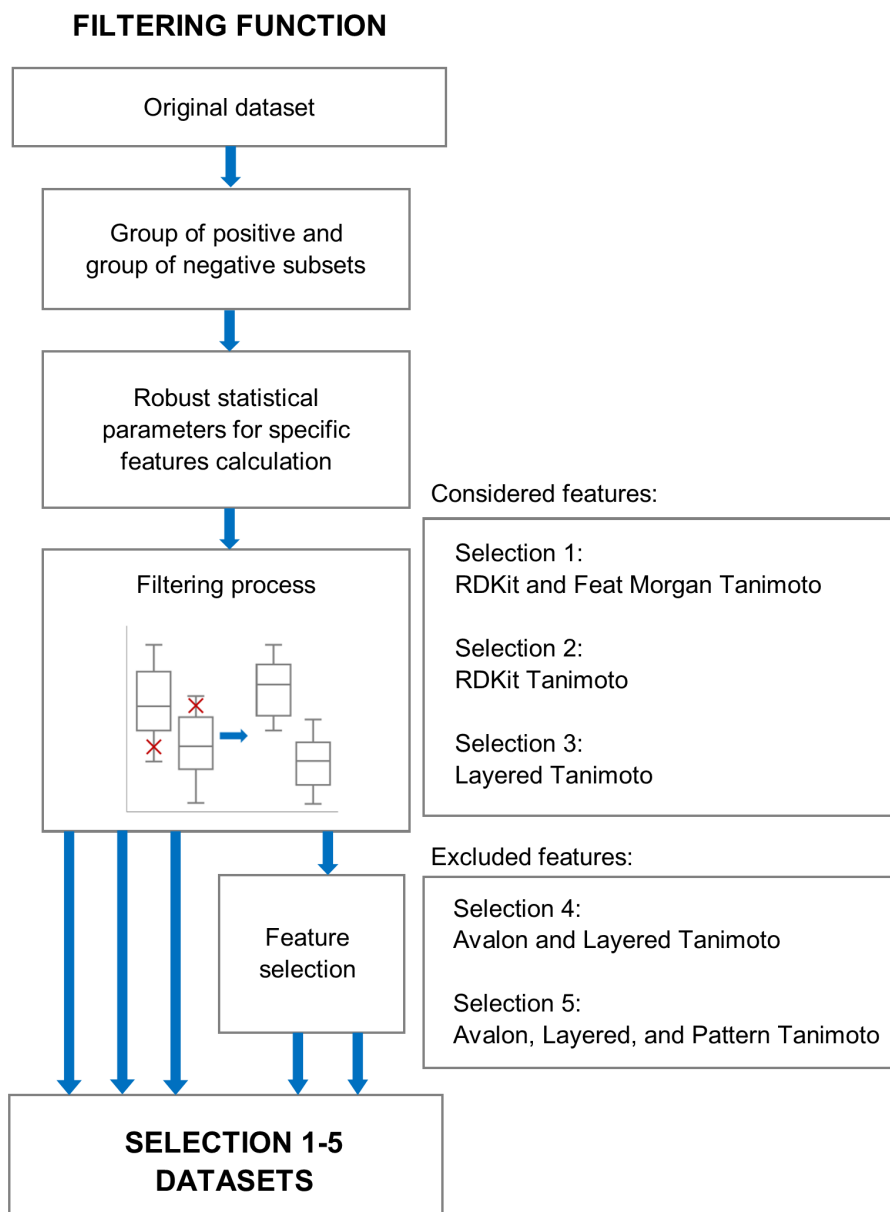 FILTERING FUNCTION
Original dataset
Group of positive and
group of negative subsets
Robust statistical
parameters for specific
features calculation
Filtering process
Considered features:
Selection 1:
RDKit and Feat Morgan Tanimoto
Selection 2:
RDKit Tanimoto
Selection 3:
Layered Tanimoto
Feature
selection
Excluded features:
Selection 4:
Avalon and Layered Tanimoto
Selection 5:
Avalon, Layered, and Pattern Tanimoto
SELECTION 1-5
DATASETS